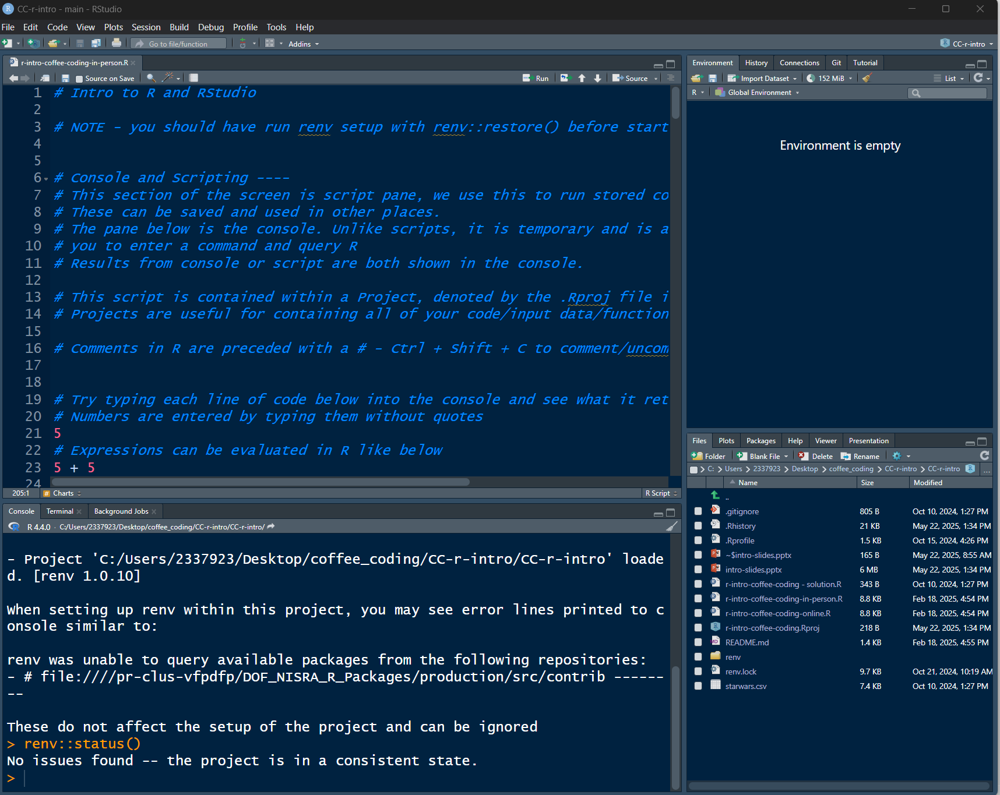 CC-r-intro - main - RStudio
File Edit Code View Plots Session Build Debug Profile Tools Help
Go to file/function
Addins
CC-r-intro
r-intro-coffee-coding-in-person.R
Source on Save
Run
Source
1 # Intro to R and RStudio
2
3 # NOTE - you should have run renv setup with renv::restore() before start
4
5
6 # Console and Scripting ----
7 # This section of the screen is script pane, we use this to run stored co
8 # These can be saved and used in other places.
9 # The pane below is the console. Unlike scripts, it is temporary and is a
10 # you to enter a command and query R
11 # Results from console or script are both shown in the console.
12
13 # This script is contained within a Project, denoted by the .Rproj file i
14 # Projects are useful for containing all of your code/input data/function
15
16 # Comments in R are preceded with a # - Ctrl + Shift + C to comment/uncom
17
18
19 # Try typing each line of code below into the console and see what it ret
20 # Numbers are entered by typing them without quotes
21 5
22 # Expressions can be evaluated in R like below
23 5 + 5
24
205:1 # Charts R Script
Console Terminal Background Jobs
R 4.4.0 · C:/Users/2337923/Desktop/coffee_coding/CC-r-intro/CC-r-intro/
- Project 'C:/Users/2337923/Desktop/coffee_coding/CC-r-intro/CC-r-intro' loade
d. [renv 1.0.10]
When setting up renv within this project, you may see error lines printed to c
onsole similar to:
renv was unable to query available packages from the following repositories:
- # file:////pr-clus-vfpdfp/DOF_NISRA_R_Packages/production/src/contrib ------
--
These do not affect the setup of the project and can be ignored
> renv::status()
No issues found -- the project is in a consistent state.
>
Environment History Connections Git Tutorial
Import Dataset 152 MiB List
R Global Environment
Environment is empty
Files Plots Packages Help Viewer Presentation
Folder Blank File Delete Rename
C: Users 2337923 Desktop coffee_coding CC-r-intro CC-r-intro ...
Name Size Modified
..
.gitignore 805 B Oct 10, 2024, 1:27 PM
.Rhistory 21 KB May 22, 2025, 1:34 PM
.Rprofile 1.5 KB Oct 15, 2024, 4:26 PM
~$intro-slides.pptx 165 B May 22, 2025, 8:55 AM
intro-slides.pptx 6 MB May 22, 2025, 1:34 PM
r-intro-coffee-coding - solution.R 343 B Oct 10, 2024, 1:27 PM
r-intro-coffee-coding-in-person.R 8.8 KB Feb 18, 2025, 4:54 PM
r-intro-coffee-coding-online.R 8.8 KB Feb 18, 2025, 4:54 PM
r-intro-coffee-coding.Rproj 218 B May 22, 2025, 1:34 PM
README.md 1.4 KB Feb 18, 2025, 4:55 PM
renv
renv.lock 9.7 KB Oct 21, 2024, 10:19 AM
starwars.csv 7.4 KB Oct 10, 2024, 1:27 PM